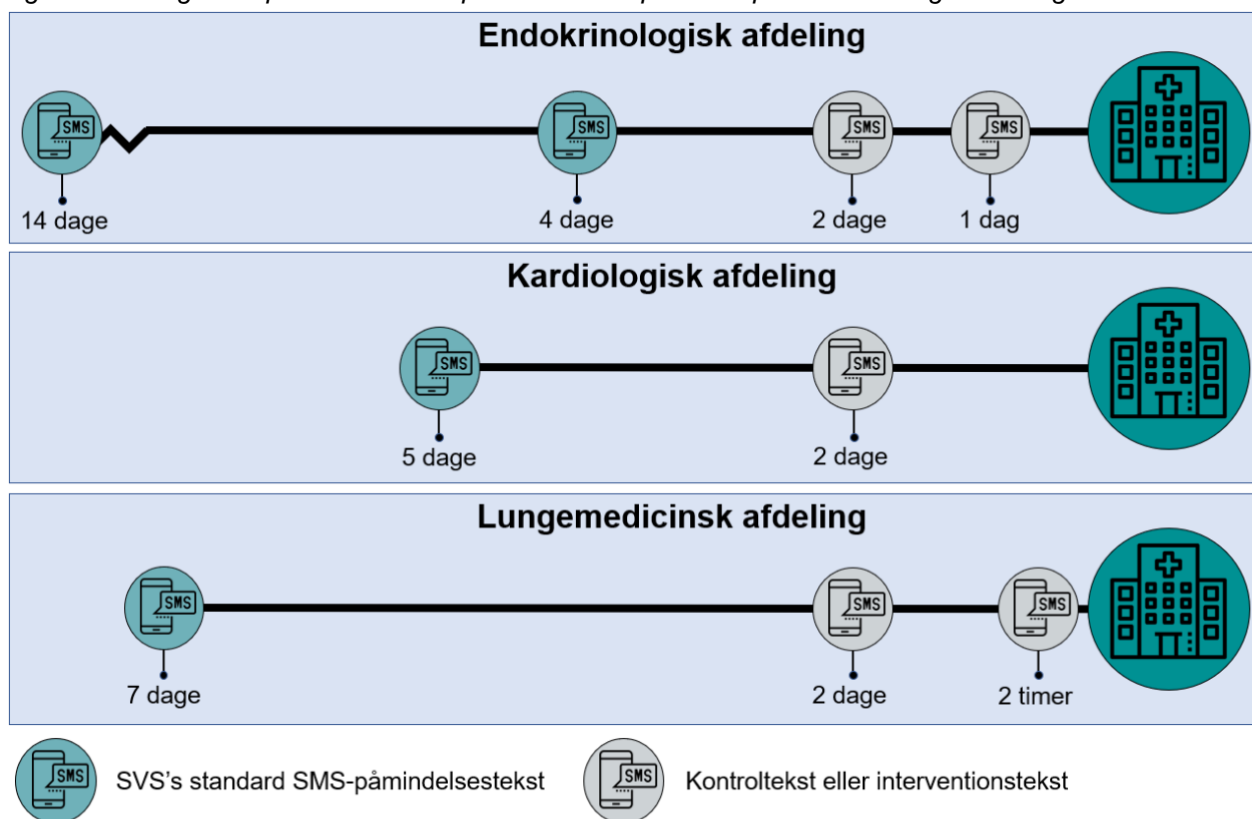 Endokrinologisk afdeling
SMS
SMS
SMS
SMS
14 dage
4 dage
2 dage
1 dag
Kardiologisk afdeling
SMS
SMS
5 dage
2 dage
Lungemedicinsk afdeling
SMS
SMS
SMS
7 dage
2 dage
2 timer
SMS
SVS's standard SMS-påmindelsestekst
SMS
Kontroltekst eller interventionstekst